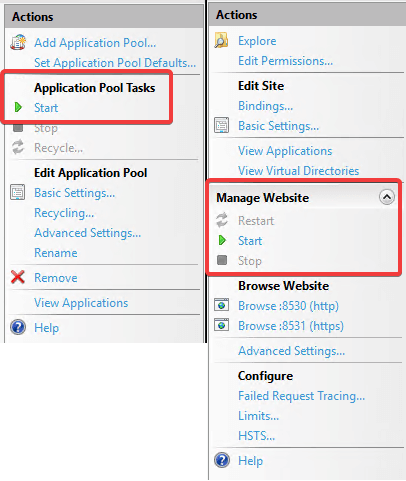 Actions
Add Application Pool...
Set Application Pool Defaults...
Application Pool Tasks
Start
Stop
Recycle...
Edit Application Pool
Basic Settings...
Recycling...
Advanced Settings...
Rename
Remove
View Applications
Help
Actions
Explore
Edit Permissions...
Edit Site
Bindings...
Basic Settings...
View Applications
View Virtual Directories
Manage Website
Restart
Start
Stop
Browse Website
Browse :8530 (http)
Browse :8531 (https)
Advanced Settings...
Configure
Failed Request Tracing...
Limits...
HSTS...
Help